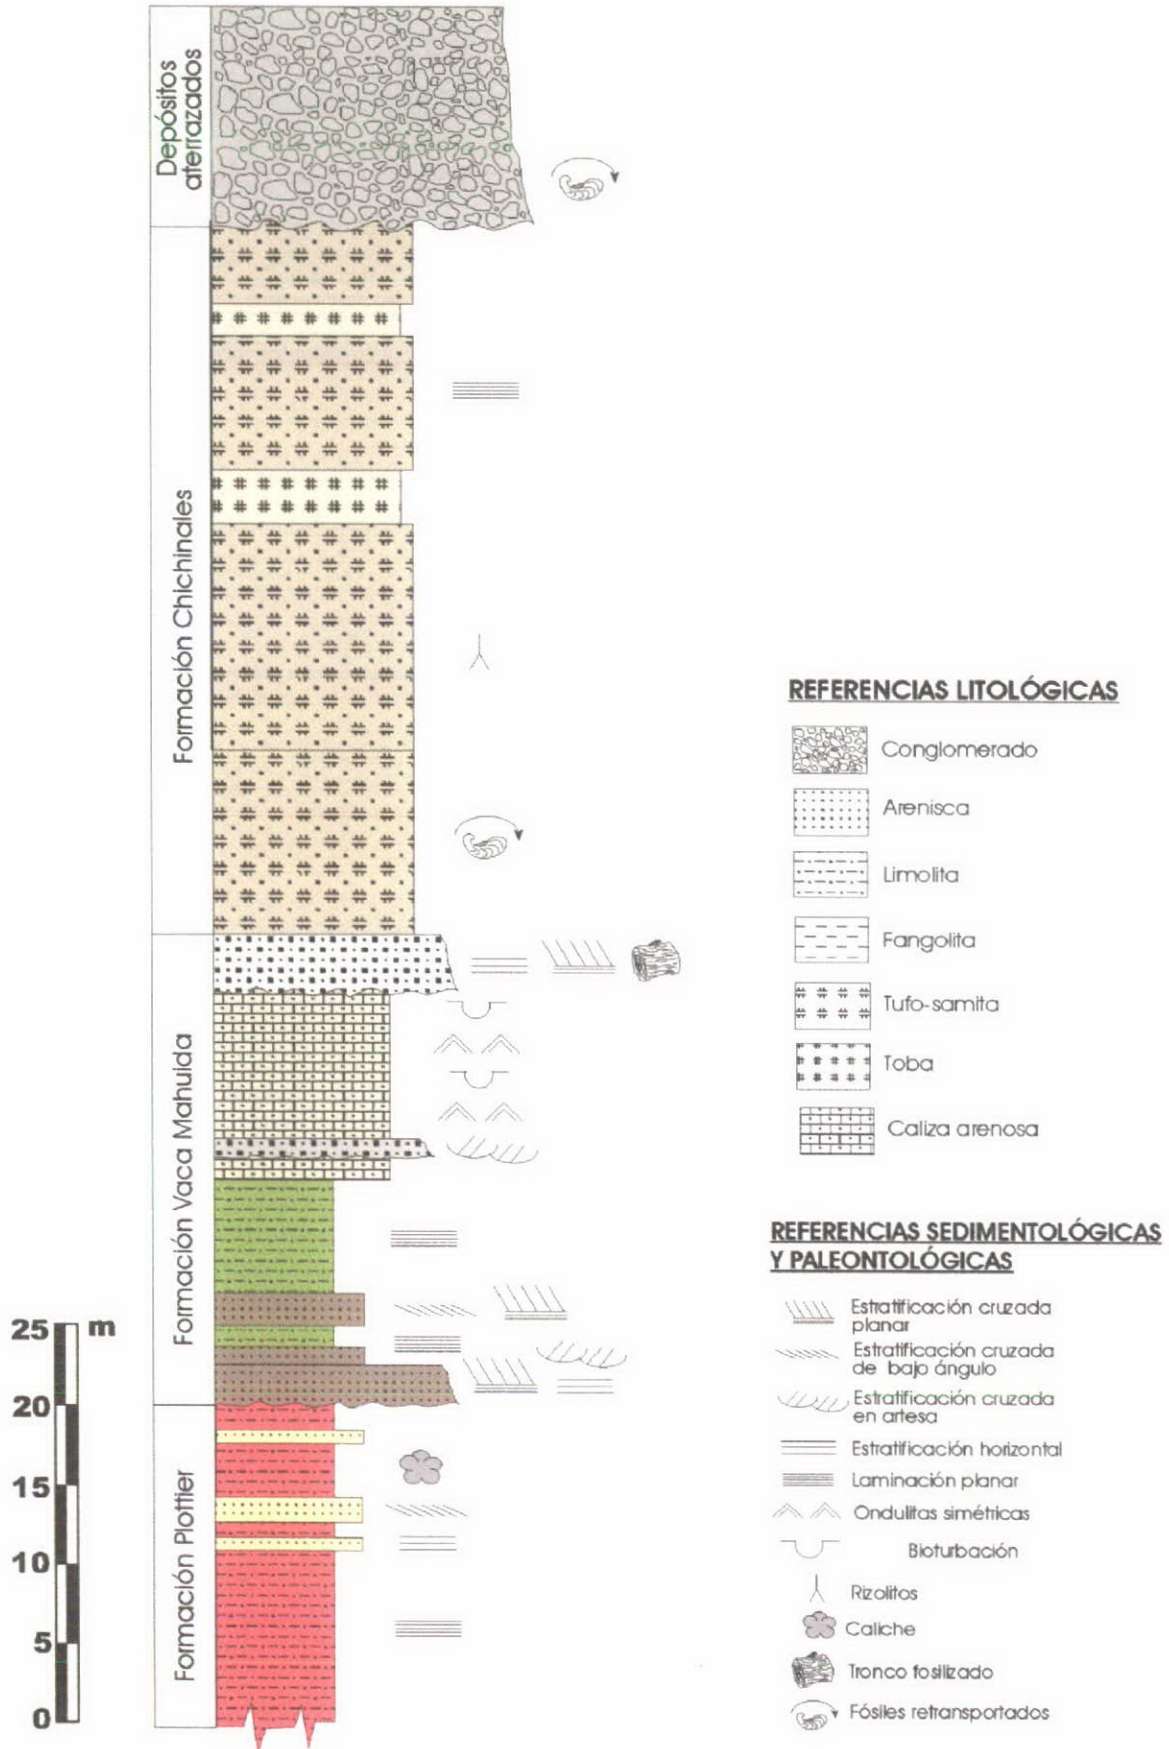 Depósitos
aterrazados
Formación Chichinales
Formación Vaca Mahuida
Formación Plottier
25 m
20
15
10
5
0
REFERENCIAS LITOLÓGICAS
Conglomerado
Arenisca
Limolita
Fangolita
Tufo-samita
Toba
Caliza arenosa
REFERENCIAS SEDIMENTOLÓGICAS
Y PALEONTOLÓGICAS
Estratificación cruzada
planar
Estratificación cruzada
de bajo ángulo
Estratificación cruzada
en artesa
Estratificación horizontal
Laminación planar
Ondulitas simétricas
Bioturbación
Rizolitos
Caliche
Tronco fosilizado
Fósiles retransportados